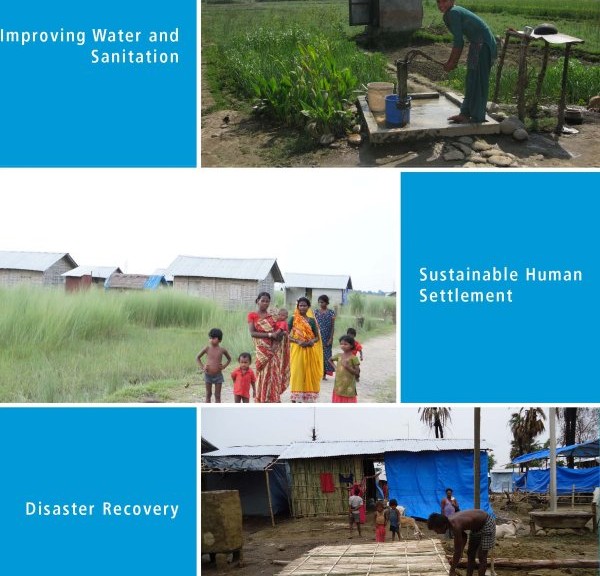 Improving Water and
Sanitation
Sustainable Human
Settlement
Disaster Recovery